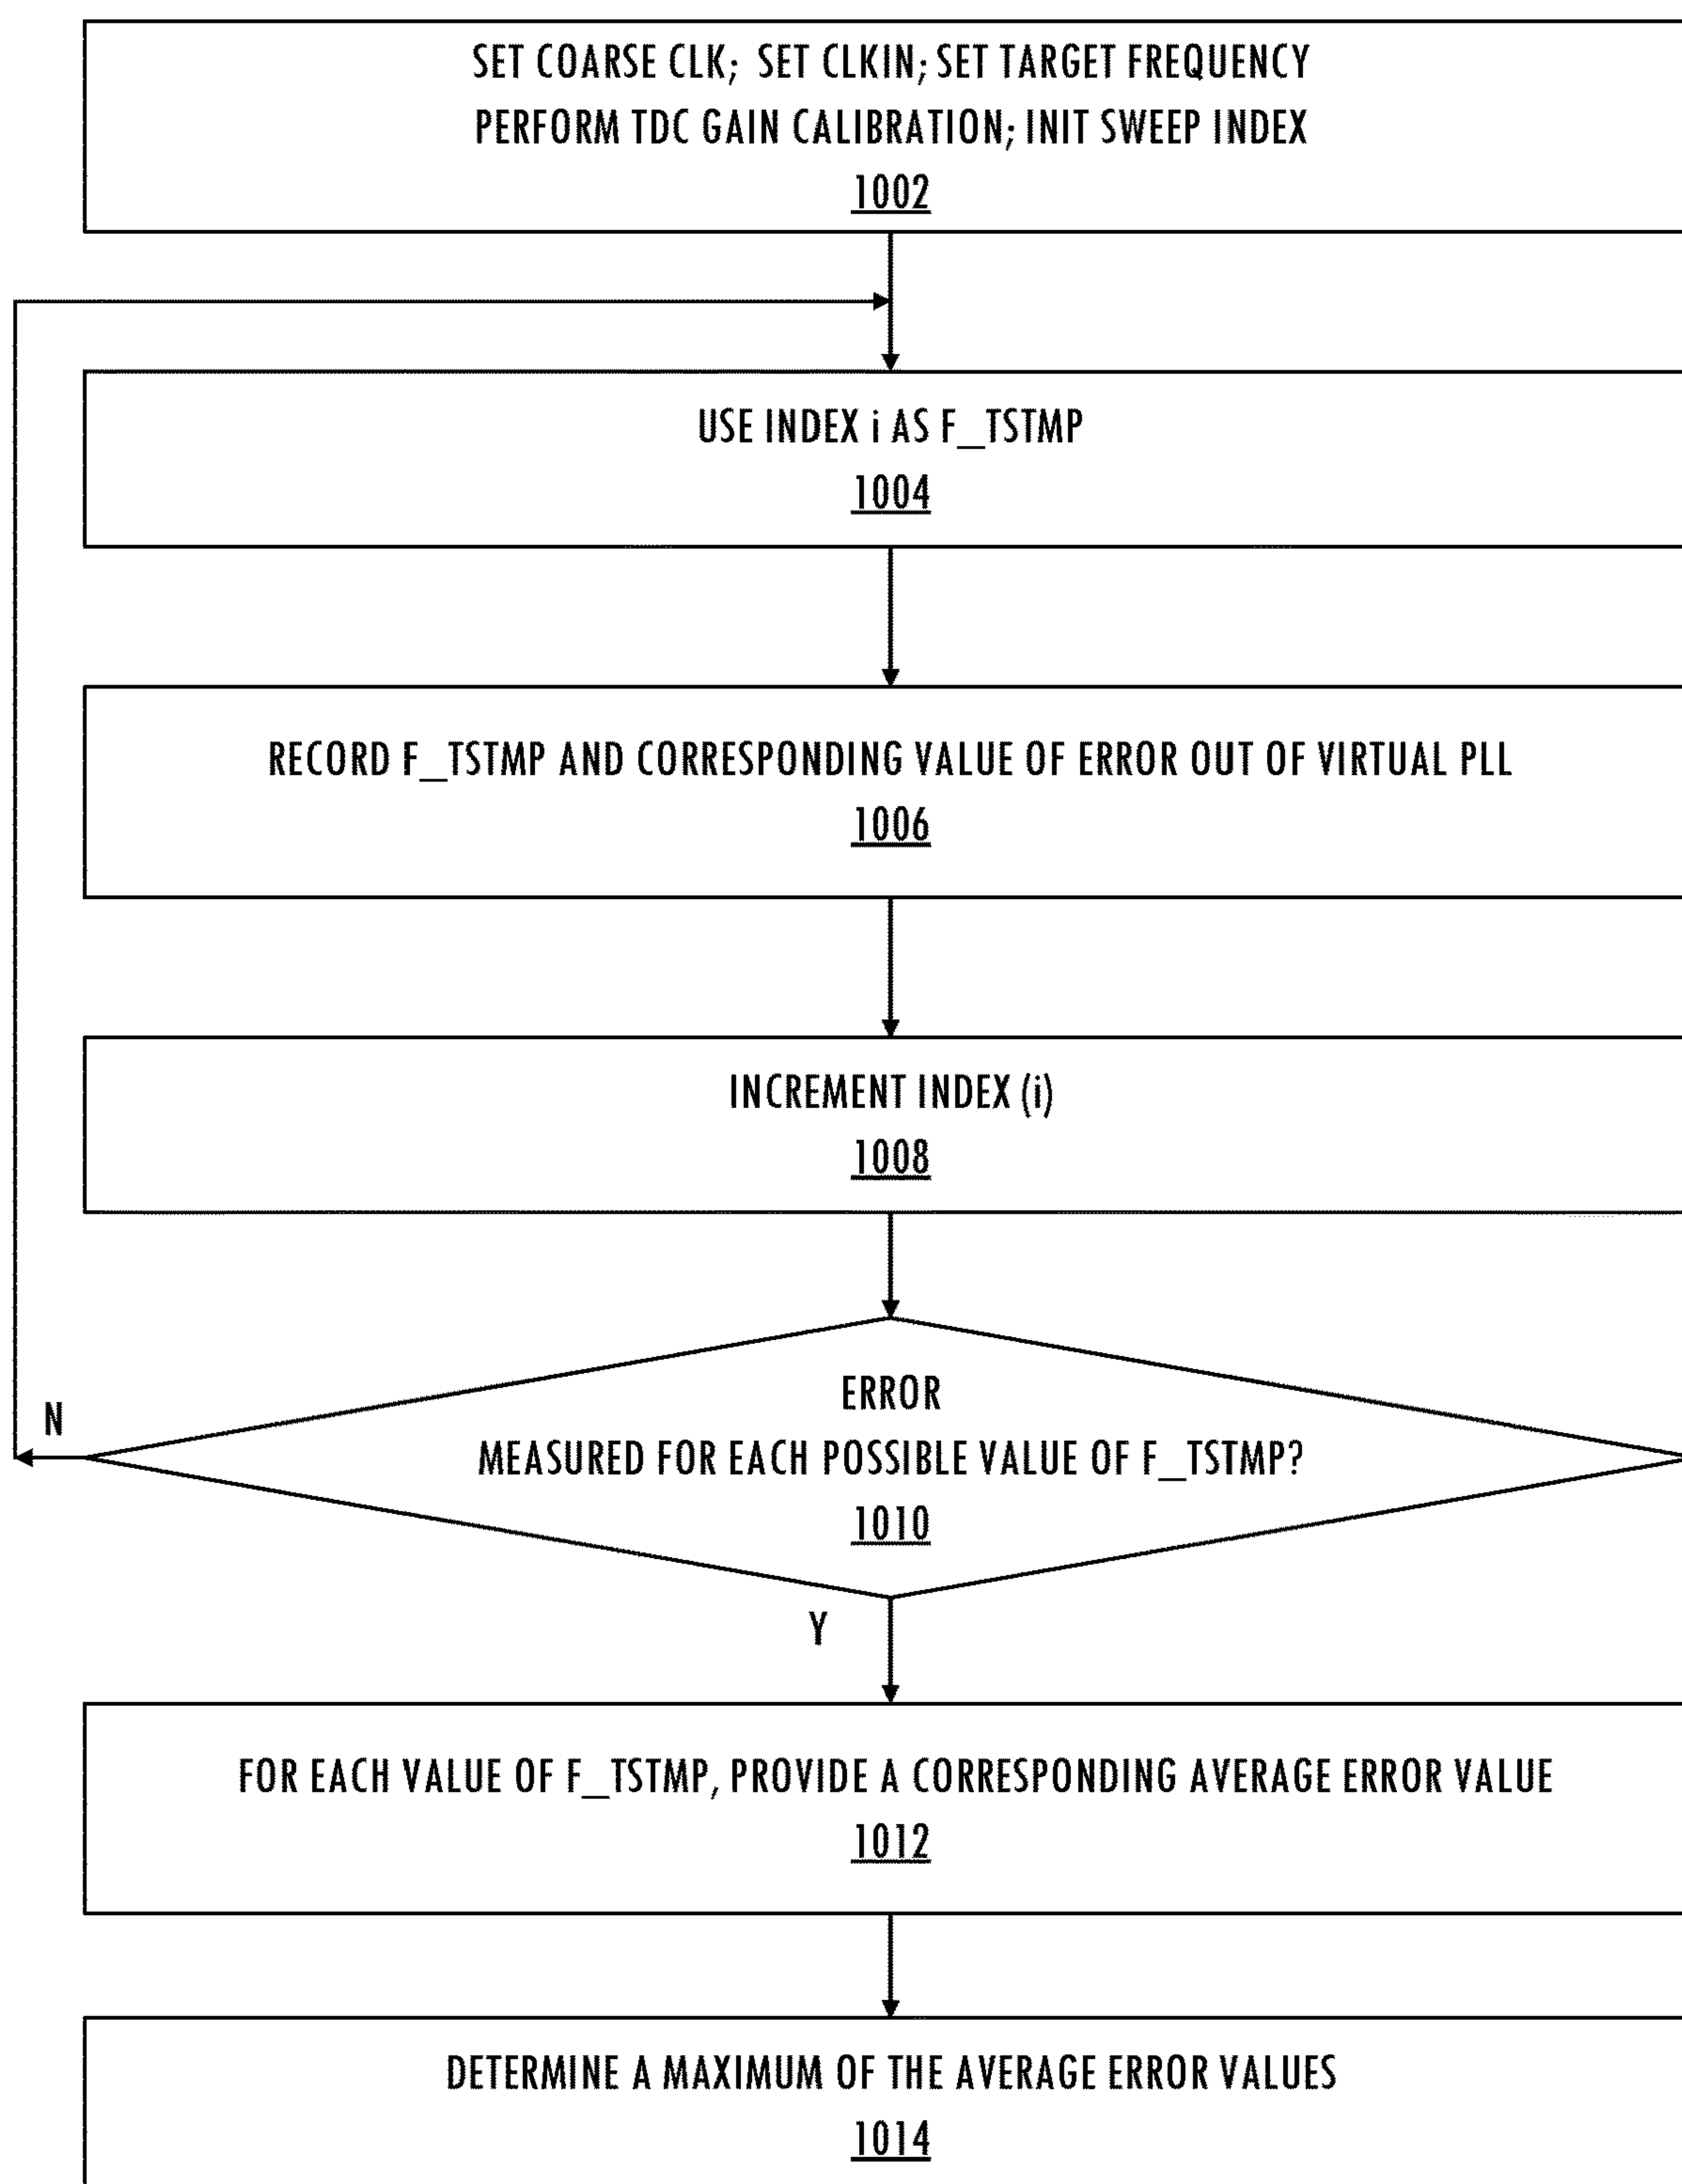 SET COARSE CLK; SET CLKIN; SET TARGET FREQUENCY
PERFORM TDC GAIN CALIBRATION; INIT SWEEP INDEX
1002
USE INDEX i AS F_TSTMP
1004
RECORD F_TSTMP AND CORRESPONDING VALUE OF ERROR OUT OF VIRTUAL PLL
1006
INCREMENT INDEX (i)
1008
ERROR
MEASURED FOR EACH POSSIBLE VALUE OF F_TSTMP?
1010
N
Y
FOR EACH VALUE OF F_TSTMP, PROVIDE A CORRESPONDING AVERAGE ERROR VALUE
1012
DETERMINE A MAXIMUM OF THE AVERAGE ERROR VALUES
1014